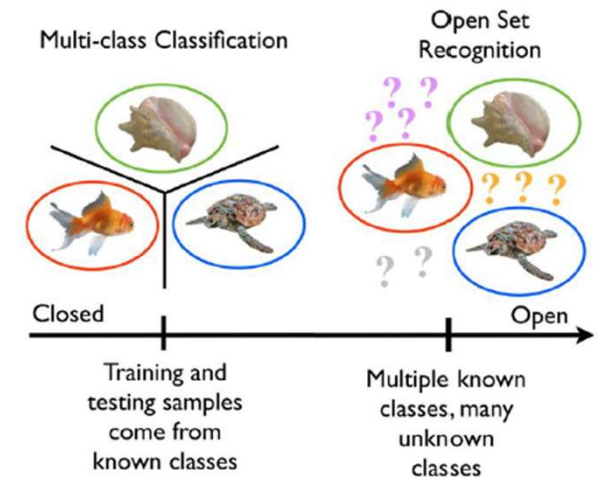 Multi-class Classification
Open Set
Recognition
? ?
? ?
? ? ?
? ?
Closed
Open
Training and
testing samples
come from
known classes
Multiple known
classes, many
unknown
classes